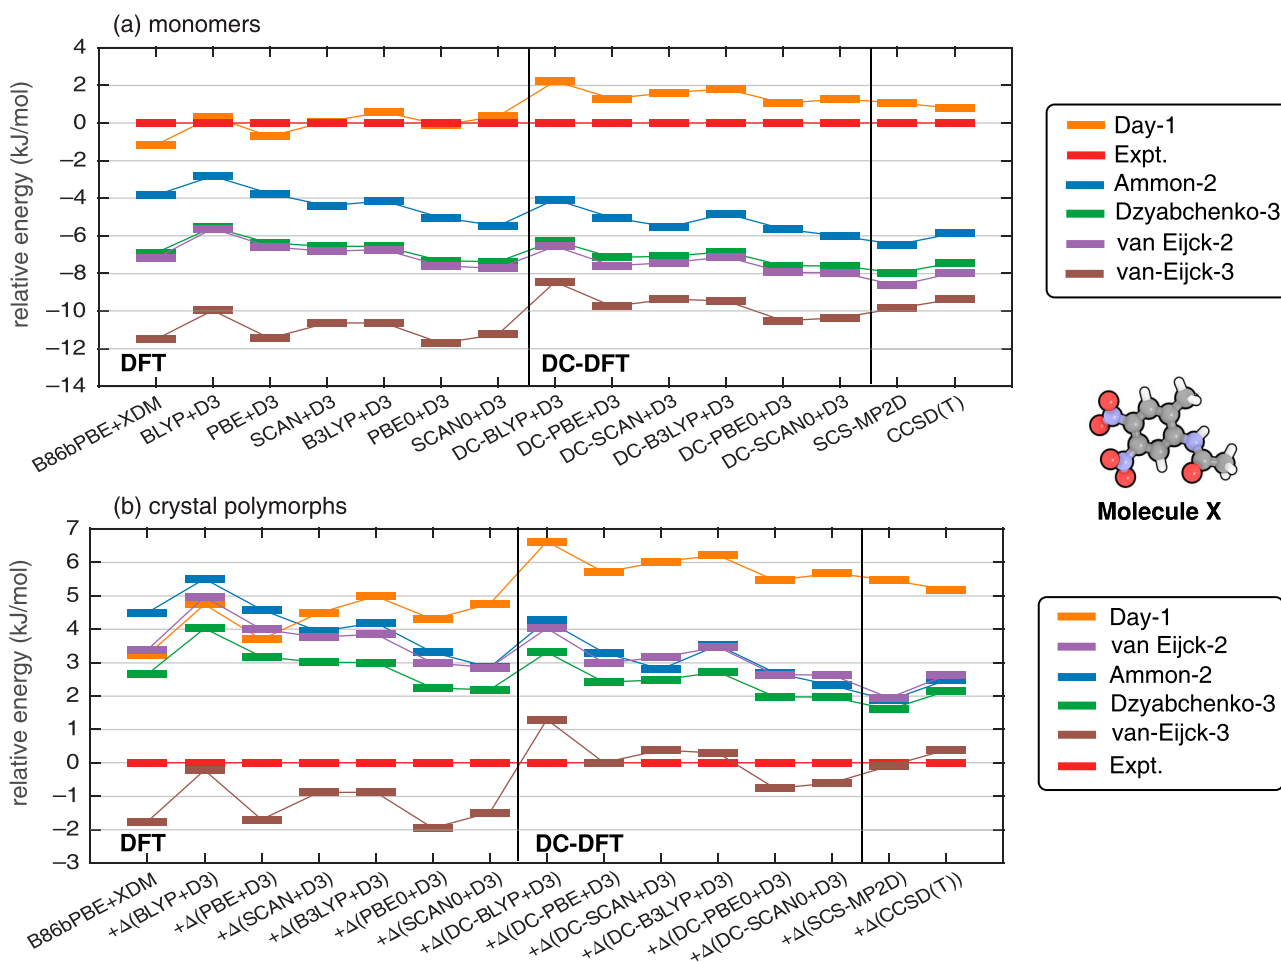 (a) monomers
4
2
0
−2
−4
−6
−8
−10
−12
−14
relative energy (kJ/mol)
DFT
DC-DFT
B86bPBE+XDM
BLYP+D3
PBE+D3
SCAN+D3
B3LYP+D3
PBE0+D3
SCAN0+D3
DC-BLYP+D3
DC-PBE+D3
DC-SCAN+D3
DC-B3LYP+D3
DC-PBE0+D3
DC-SCAN0+D3
SCS-MP2D
CCSD(T)
Day-1
Expt.
Ammon-2
Dzyabchenko-3
van Eijck-2
van-Eijck-3
Molecule X
(b) crystal polymorphs
7
6
5
4
3
2
1
0
−1
−2
−3
relative energy (kJ/mol)
DFT
DC-DFT
B86bPBE+XDM
+Δ(BLYP+D3)
+Δ(PBE+D3)
+Δ(SCAN+D3)
+Δ(B3LYP+D3)
+Δ(PBE0+D3)
+Δ(SCAN0+D3)
+Δ(DC-BLYP+D3)
+Δ(DC-PBE+D3)
+Δ(DC-SCAN+D3)
+Δ(DC-B3LYP+D3)
+Δ(DC-PBE0+D3)
+Δ(DC-SCAN0+D3)
+Δ(SCS-MP2D)
+Δ(CCSD(T))
Day-1
van Eijck-2
Ammon-2
Dzyabchenko-3
van-Eijck-3
Expt.